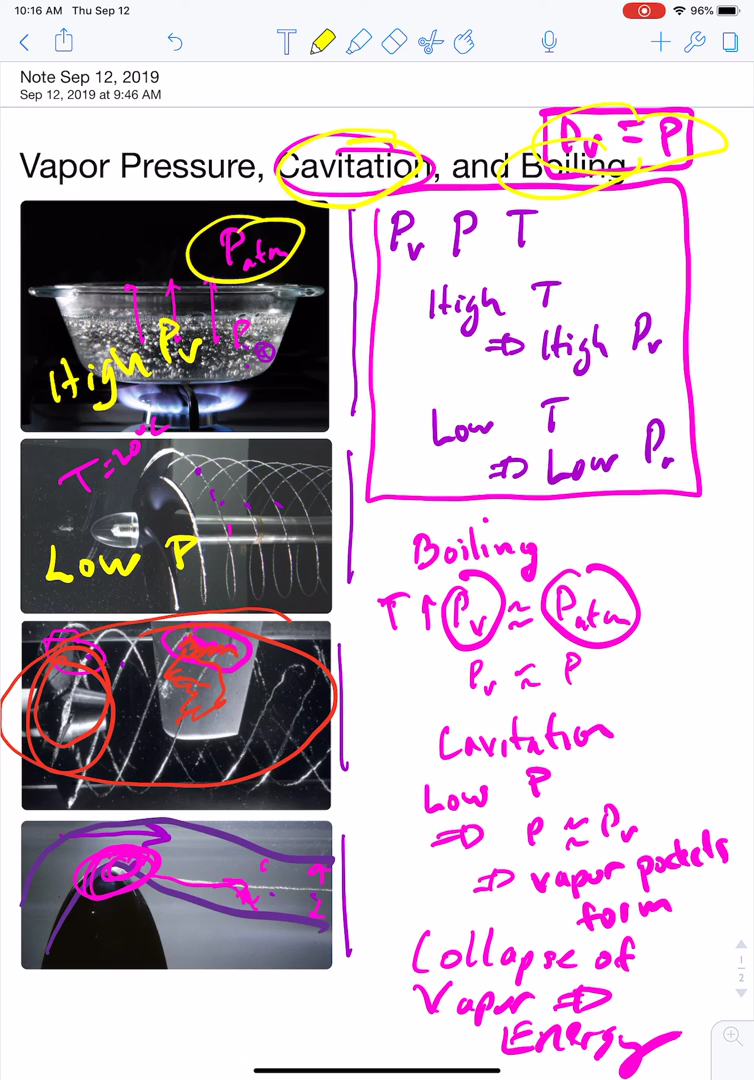 10:16 AM Thu Sep 12
96%
Note Sep 12, 2019
Sep 12, 2019 at 9:46 AM
Pv = P
Vapor Pressure, Cavitation, and Boiling
Patm
High Pv
Pv P T
High T
⇒ High Pv
Low T
⇒ Low Pv
T=20°C
Low P
Boiling
T ↑ Pv ≈ Patm
Pv ≈ P
Cavitation
Low P
⇒ P ≈ Pv
⇒ vapor pockets
form
Collapse of
Vapor ⇒
Energy
1
2